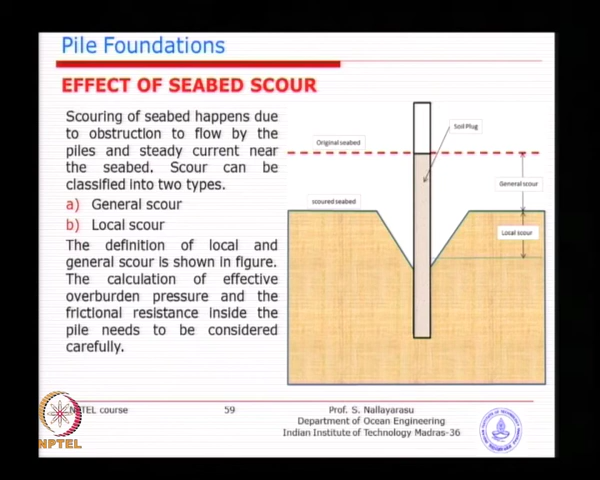 Pile Foundations
EFFECT OF SEABED SCOUR
Scouring of seabed happens due
to obstruction to flow by the
piles and steady current near
the seabed. Scour can be
classified into two types.
a) General scour
b) Local scour
The definition of local and
general scour is shown in figure.
The calculation of effective
overburden pressure and the
frictional resistance inside the
pile needs to be considered
carefully.
Soil Plug
Original seabed
General scour
scoured seabed
Local scour
NPTEL course
59
Prof. S. Nallayarasu
Department of Ocean Engineering
Indian Institute of Technology Madras-36
NPTEL